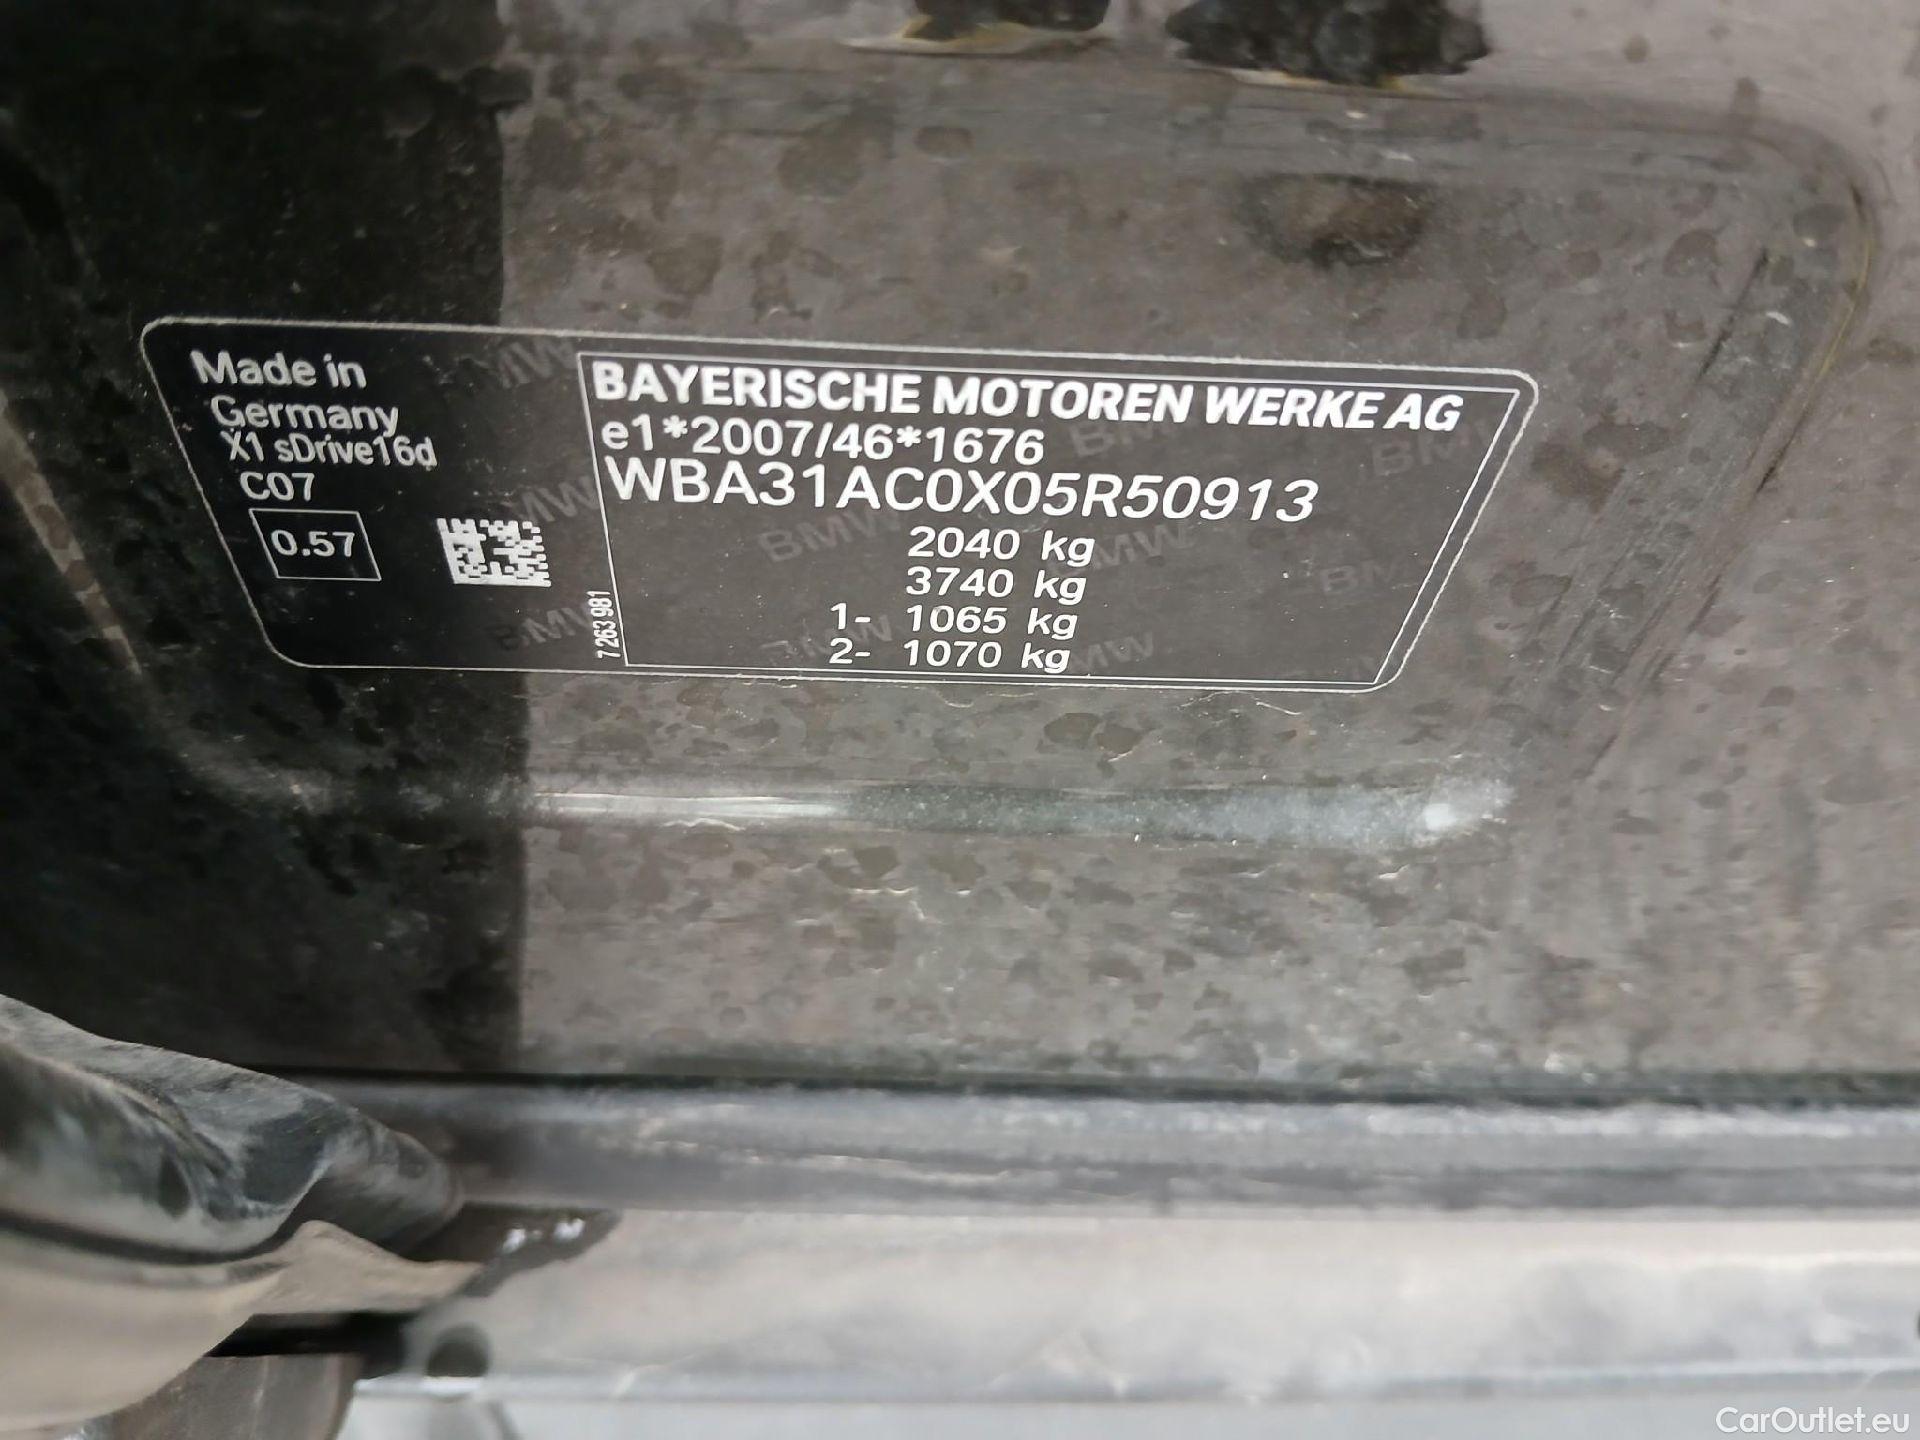 Made in
Germany
X1 sDrive16d
C07
0.57
7 263 981
BAYERISCHE MOTOREN WERKE AG
e1*2007/46*1676
WBA31AC0X05R50913
2040 kg
3740 kg
1- 1065 kg
2- 1070 kg
CarOutlet.eu